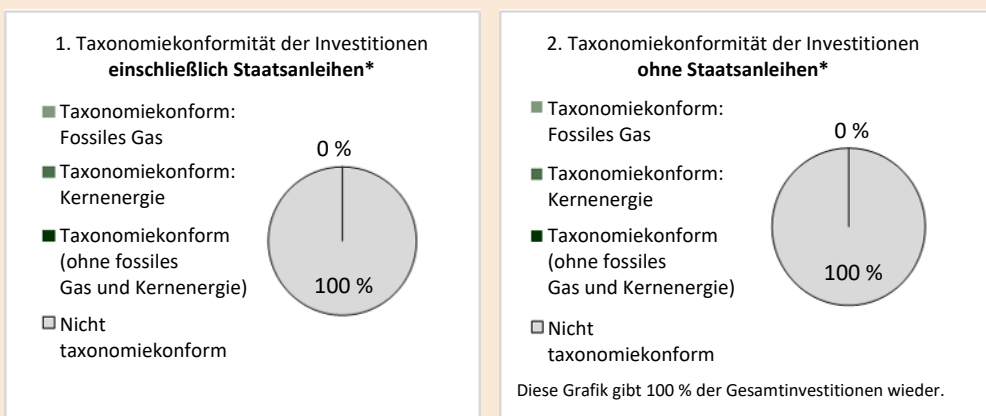 1. Taxonomiekonformität der Investitionen
einschließlich Staatsanleihen*
Taxonomiekonform:
Fossiles Gas
Taxonomiekonform:
Kernenergie
Taxonomiekonform
(ohne fossiles
Gas und Kernenergie)
Nicht
taxonomiekonform
0 %
100 %
2. Taxonomiekonformität der Investitionen
ohne Staatsanleihen*
Taxonomiekonform:
Fossiles Gas
Taxonomiekonform:
Kernenergie
Taxonomiekonform
(ohne fossiles
Gas und Kernenergie)
Nicht
taxonomiekonform
0 %
100 %
Diese Grafik gibt 100 % der Gesamtinvestitionen wieder.